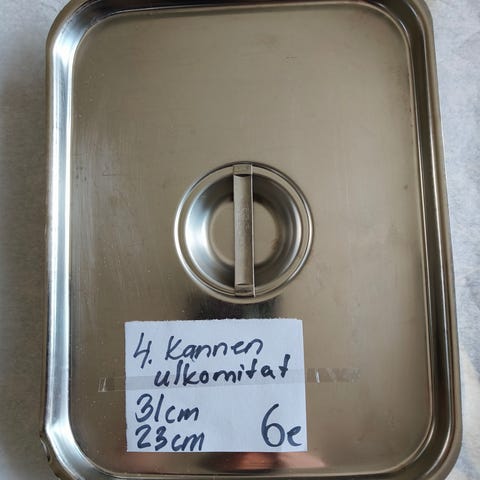 4. Kannen
ulkomitat
31cm
23cm 6e